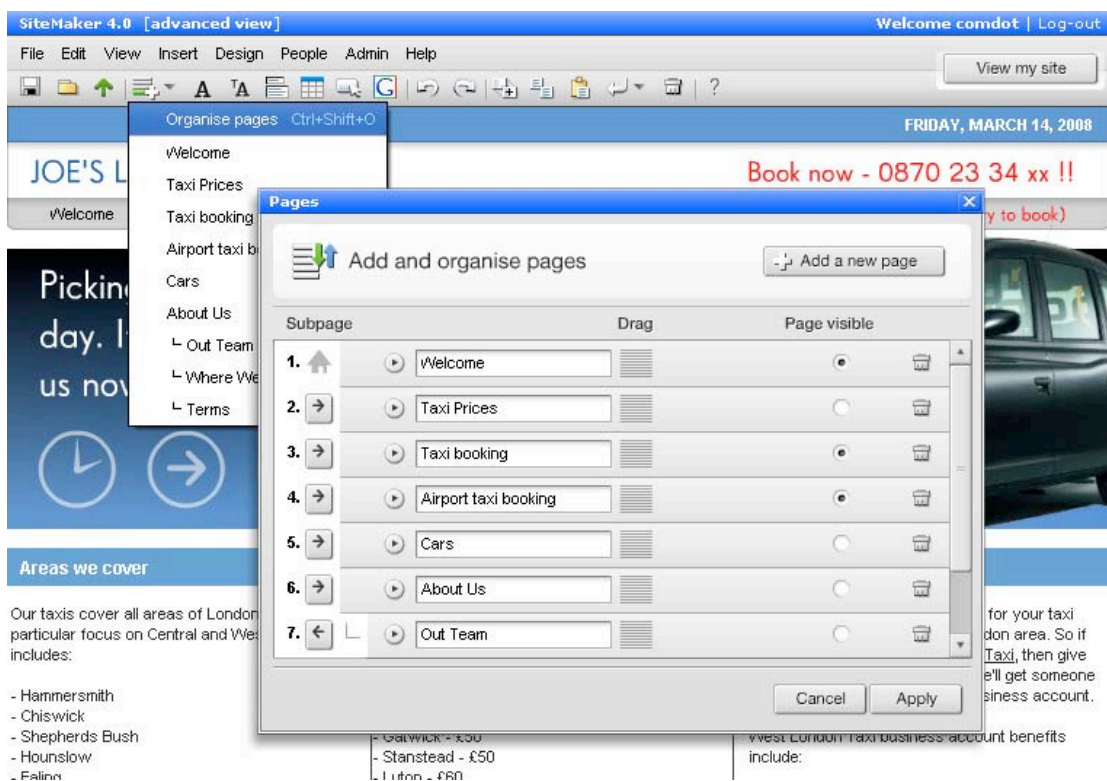 SiteMaker 4.0 [advanced view]
Welcome comdot | Log-out
File Edit View Insert Design People Admin Help
View my site
Organise pages Ctrl+Shift+O
FRIDAY, MARCH 14, 2008
Welcome
Taxi Prices
Taxi booking
Airport taxi
Cars
About Us
Out Team
Where We
Terms
JOE'S
Book now - 0870 23 34 xx !!
Welcome
to book)
day.
us
Pages
Add and organise pages
Add a new page
Subpage Drag Page visible
1. Welcome
2. Taxi Prices
3. Taxi booking
4. Airport taxi booking
5. Cars
6. About Us
7. Out Team
Cancel Apply
Areas we cover
Our taxis cover all areas of London
particular focus on Central and
includes:
- Hammersmith
- Chiswick
- Shepherds Bush
- Hounslow
- Ealing
- Gatwick - £50
- Stanstead - £50
- Luton - £60
for your taxi
area. So if
Taxi, then give
get someone
account.
West London Taxi business account benefits
include: